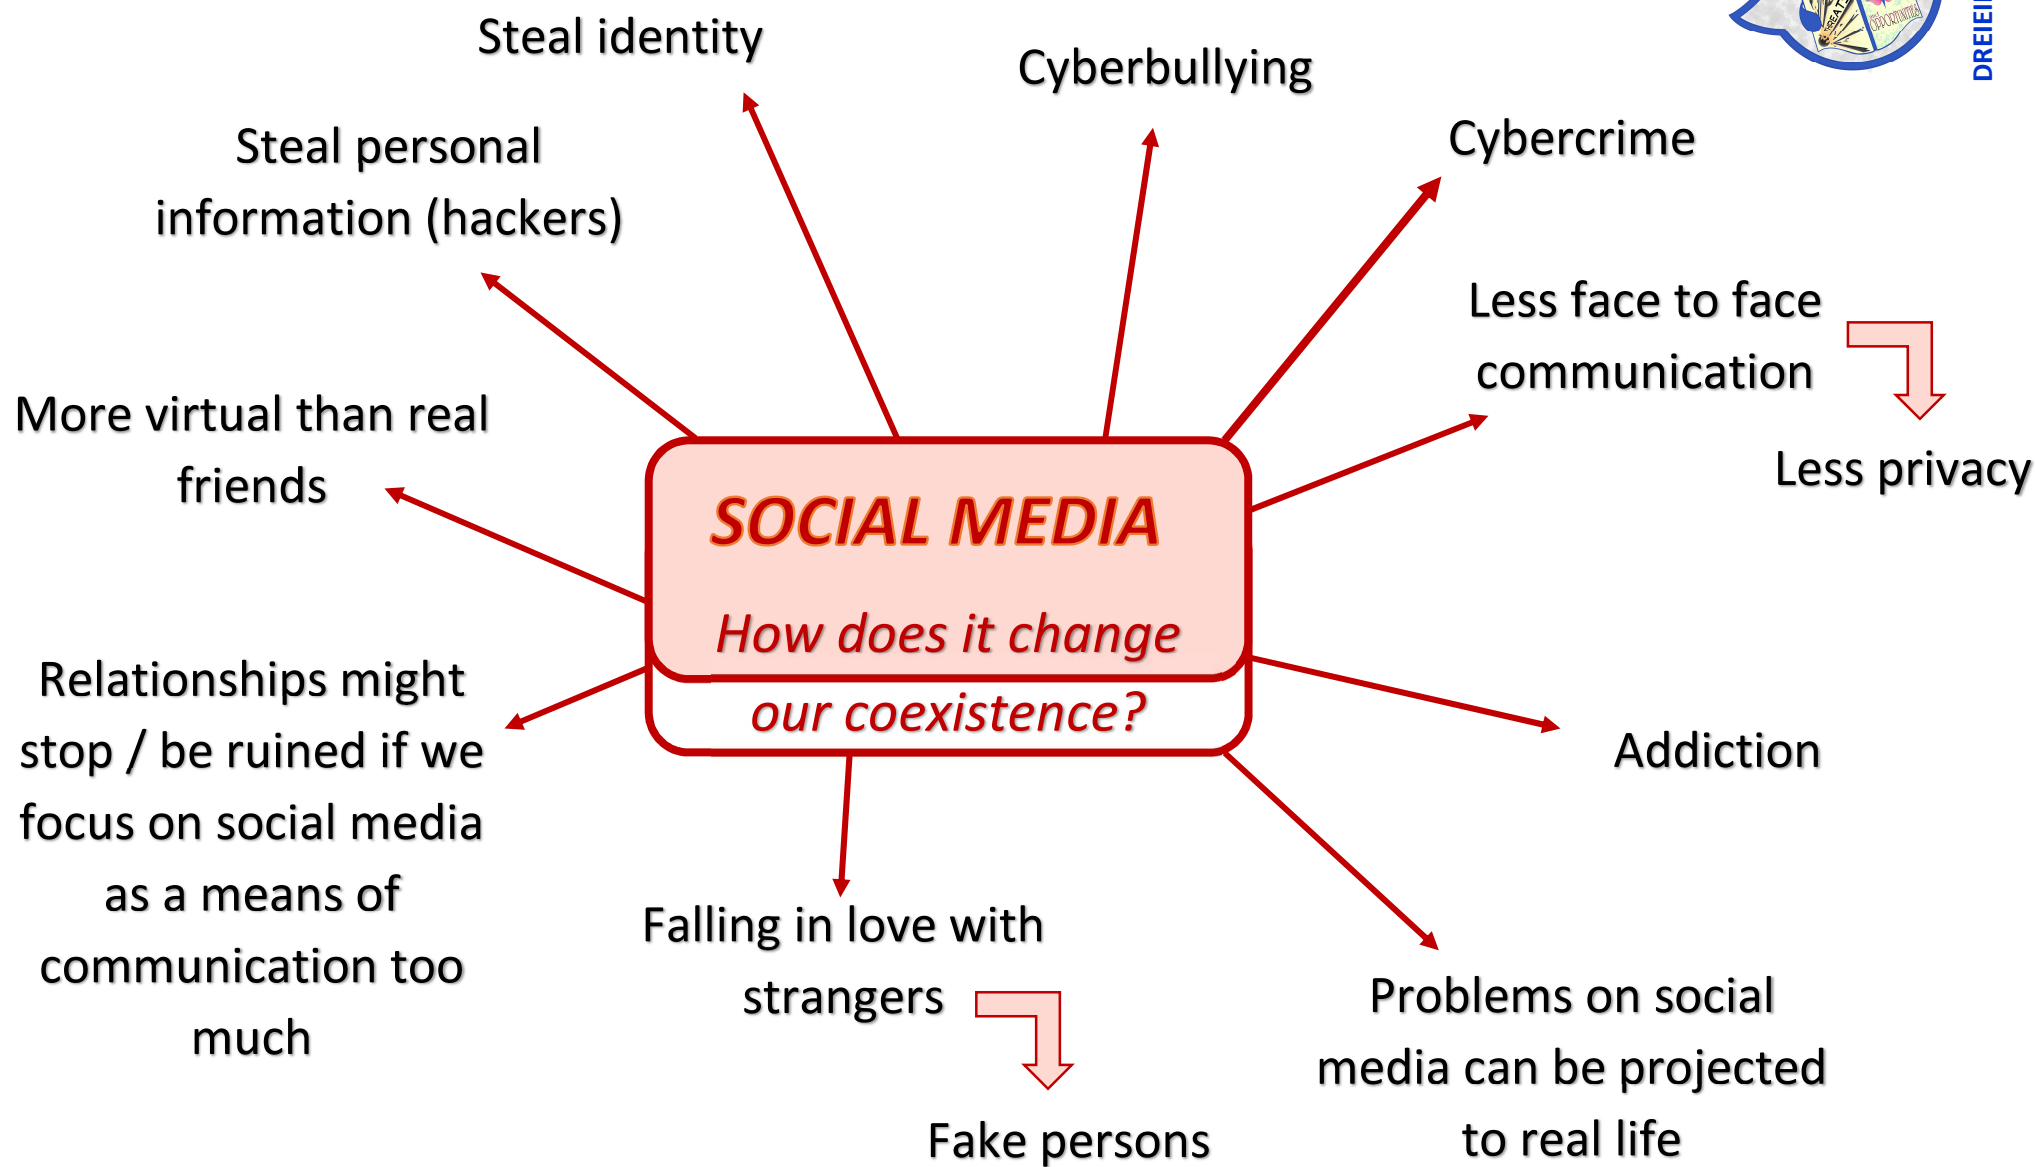 Steal identity
Cyberbullying
OPPORTUNITIES
Cybercrime
Steal personal
information (hackers)
Less face to face
communication
Less privacy
More virtual than real
friends
SOCIAL MEDIA
How does it change
our coexistence?
Relationships might
stop / be ruined if we
focus on social media
as a means of
communication too
much
Addiction
Falling in love with
strangers
Fake persons
Problems on social
media can be projected
to real life